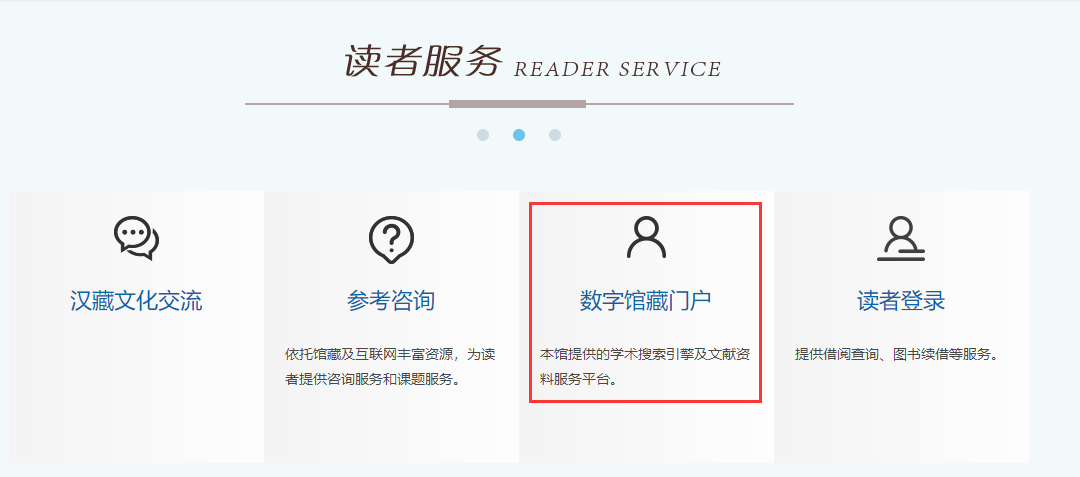 读者服务 READER SERVICE
汉藏文化交流
参考咨询
依托馆藏及互联网丰富资源，为读
者提供咨询服务和课题服务。
数字馆藏门户
本馆提供的学术搜索引擎及文献资
料服务平台。
读者登录
提供借阅查询、图书续借等服务。